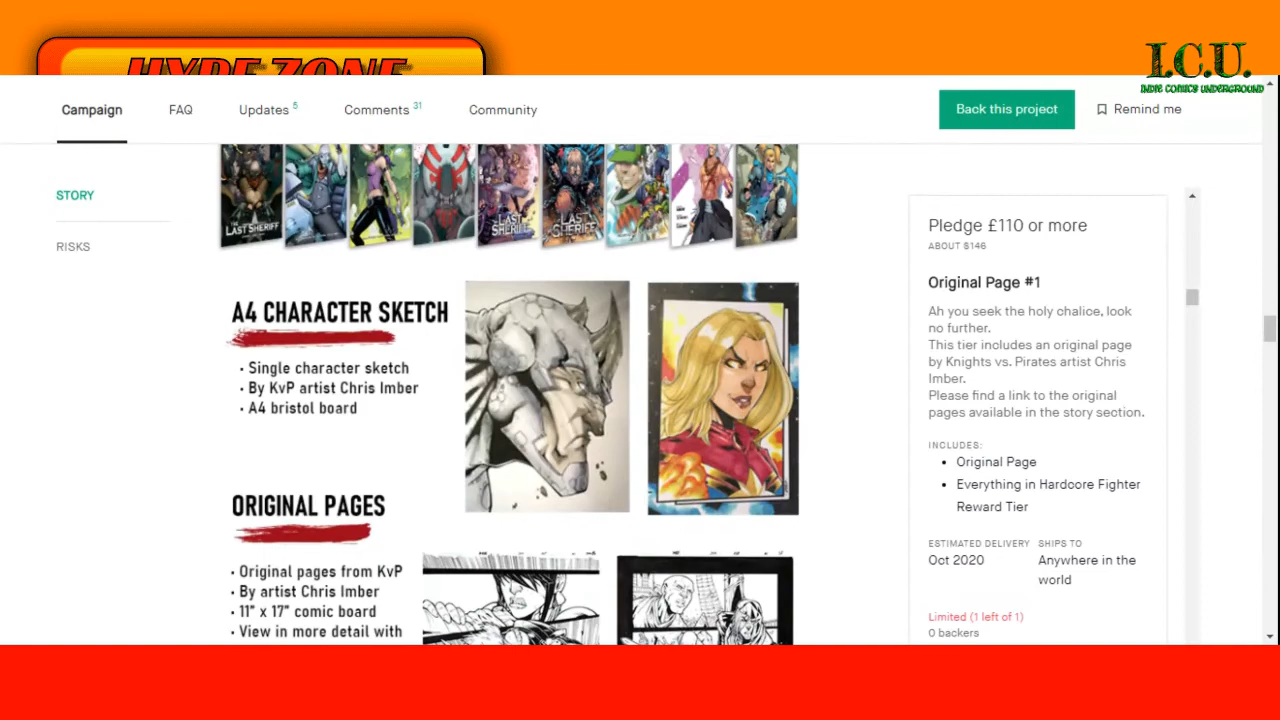 HYPE ZONE
I.C.U.
INDIE COMICS UNDERGROUND
Campaign
FAQ
Updates 5
Comments 31
Community
Back this project
Remind me
STORY
RISKS
LAST SHERIFF
LAST SHERIFF
LAST SHERIFF
A4 CHARACTER SKETCH
• Single character sketch
• By KvP artist Chris Imber
• A4 bristol board
ORIGINAL PAGES
• Original pages from KvP
• By artist Chris Imber
• 11" x 17" comic board
• View in more detail with
Pledge £110 or more
ABOUT $146
Original Page #1
Ah you seek the holy chalice, look
no further.
This tier includes an original page
by Knights vs. Pirates artist Chris
Imber.
Please find a link to the original
pages available in the story section.
INCLUDES:
• Original Page
• Everything in Hardcore Fighter
Reward Tier
ESTIMATED DELIVERY
Oct 2020
SHIPS TO
Anywhere in the
world
Limited (1 left of 1)
0 backers